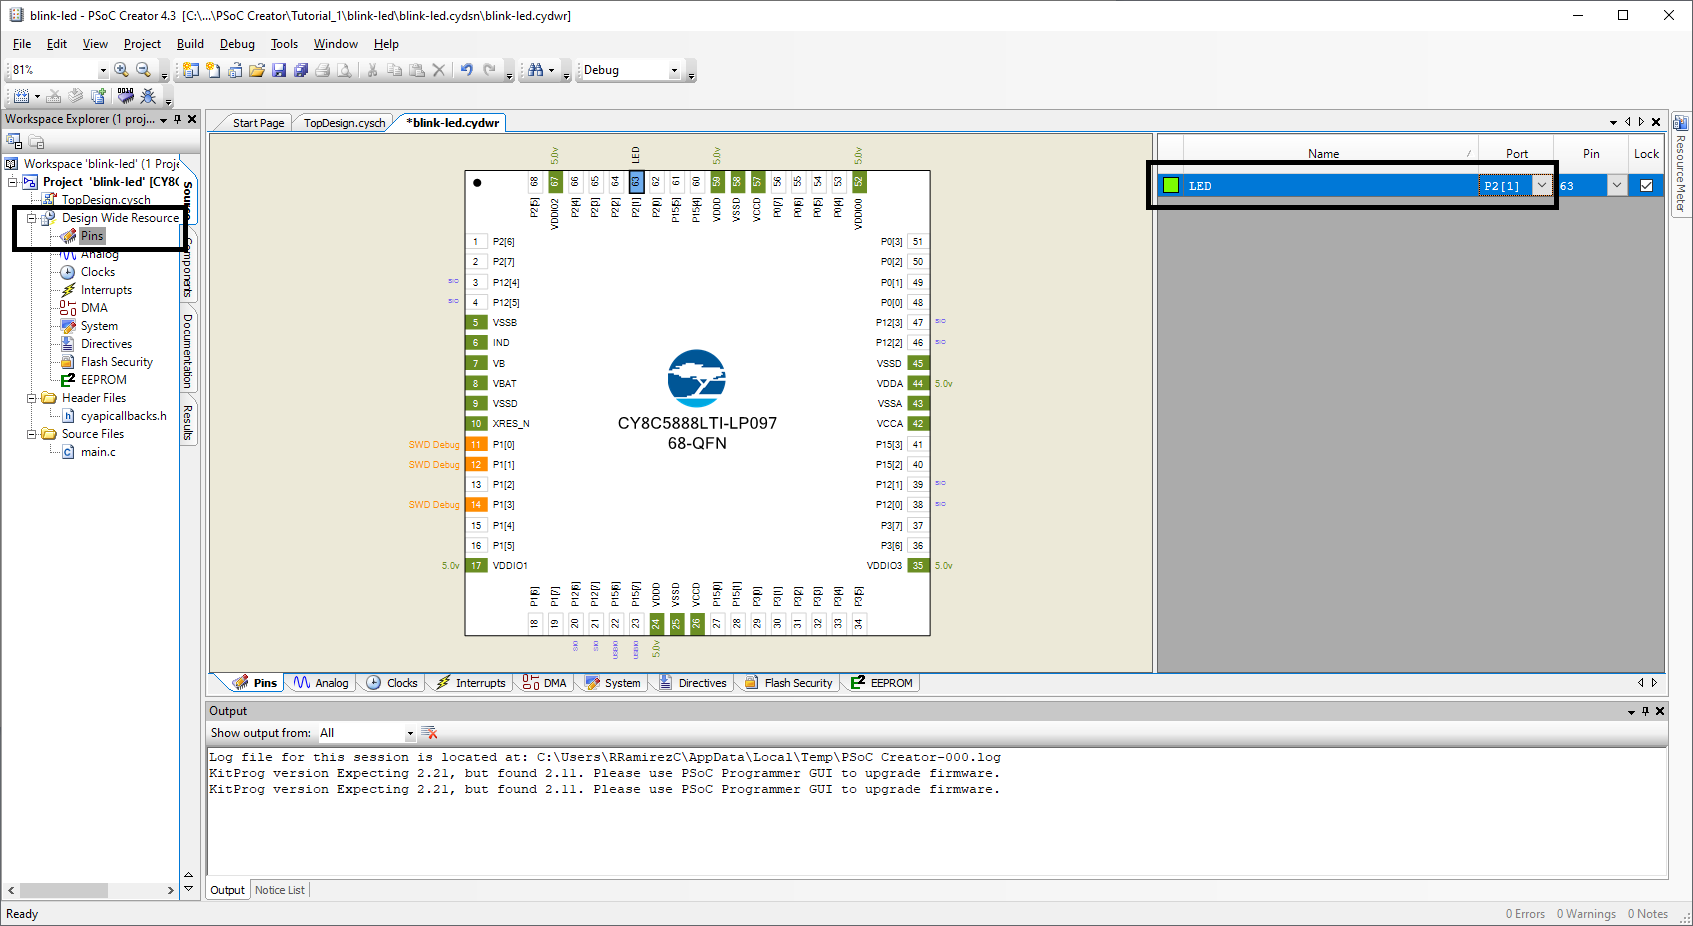 blink-led - PSoC Creator 4.3 [C:\...\PSoC Creator\Tutorial_1\blink-led\blink-led.cydsn\blink-led.cydwr]
File Edit View Project Build Debug Tools Window Help
81% Debug
Workspace Explorer (1 proj...
Workspace 'blink-led' (1 Proj
Project 'blink-led' [CY8C
TopDesign.cysch
Design Wide Resource
Pins
Analog
Clocks
Interrupts
DMA
System
Directives
Flash Security
EEPROM
Header Files
cyapicallbacks.h
Source Files
main.c
Components
Documentation
Results
Start Page TopDesign.cysch *blink-led.cydwr
5.0v LED 5.0v 5.0v
68 67 66 65 64 63 62 61 60 59 58 57 56 55 54 53 52
P2[5] VDDIO2 P2[4] P2[3] P2[2] P2[1] P2[0] P15[5] P15[4] VDDD VSSD VCCD P0[7] P0[6] P0[5] P0[4] VDDIO0
1 P2[6]
2 P2[7]
SIO 3 P12[4]
SIO 4 P12[5]
5 VSSB
6 IND
7 VB
8 VBAT
9 VSSD
10 XRES_N
SWD Debug 11 P1[0]
SWD Debug 12 P1[1]
13 P1[2]
SWD Debug 14 P1[3]
15 P1[4]
16 P1[5]
5.0v 17 VDDIO1
CY8C5888LTI-LP097
68-QFN
P0[3] 51
P0[2] 50
P0[1] 49
P0[0] 48
P12[3] 47 SIO
P12[2] 46 SIO
VSSD 45
VDDA 44 5.0v
VSSA 43
VCCA 42
P15[3] 41
P15[2] 40
P12[1] 39 SIO
P12[0] 38 SIO
P3[7] 37
P3[6] 36
VDDIO3 35 5.0v
P1[6] P1[7] P12[6] P12[7] P15[6] P15[7] VDDD VSSD VCCD P15[0] P15[1] P3[0] P3[1] P3[2] P3[3] P3[4] P3[5]
18 19 20 21 22 23 24 25 26 27 28 29 30 31 32 33 34
SIO SIO USBIO USBIO 5.0v
Name / Port Pin Lock
LED P2[1] 63
Resource Meter
Pins Analog Clocks Interrupts DMA System Directives Flash Security EEPROM
Output
Show output from: All
Log file for this session is located at: C:\Users\RRamirezC\AppData\Local\Temp\PSoC Creator-000.log
KitProg version Expecting 2.21, but found 2.11. Please use PSoC Programmer GUI to upgrade firmware.
KitProg version Expecting 2.21, but found 2.11. Please use PSoC Programmer GUI to upgrade firmware.
Output Notice List
Ready 0 Errors 0 Warnings 0 Notes